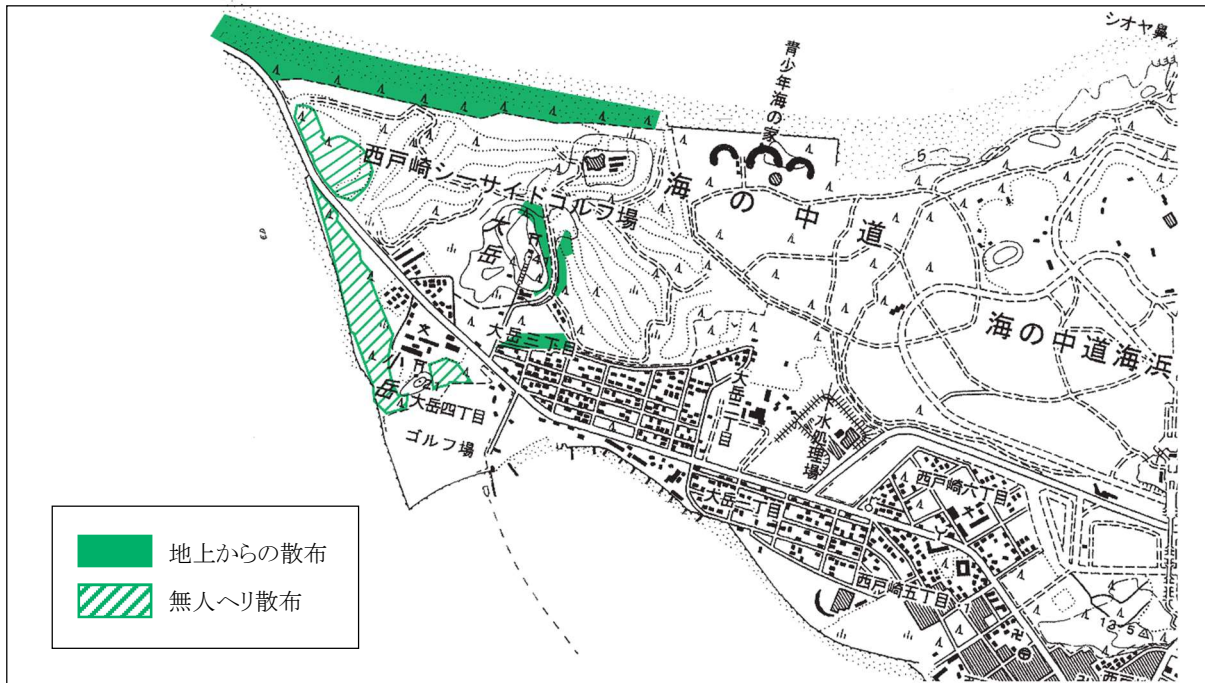 シオヤ鼻
青少年海の家
5
西戸崎シーサイドゴルフ場
海の中道
大岳
海の中道海浜
大岳三丁目
大岳二丁目
大岳
大岳四丁目
ゴルフ場
水処理場
西戸崎六丁目
大岳一丁目
西戸崎五丁目
地上からの散布
無人ヘリ散布